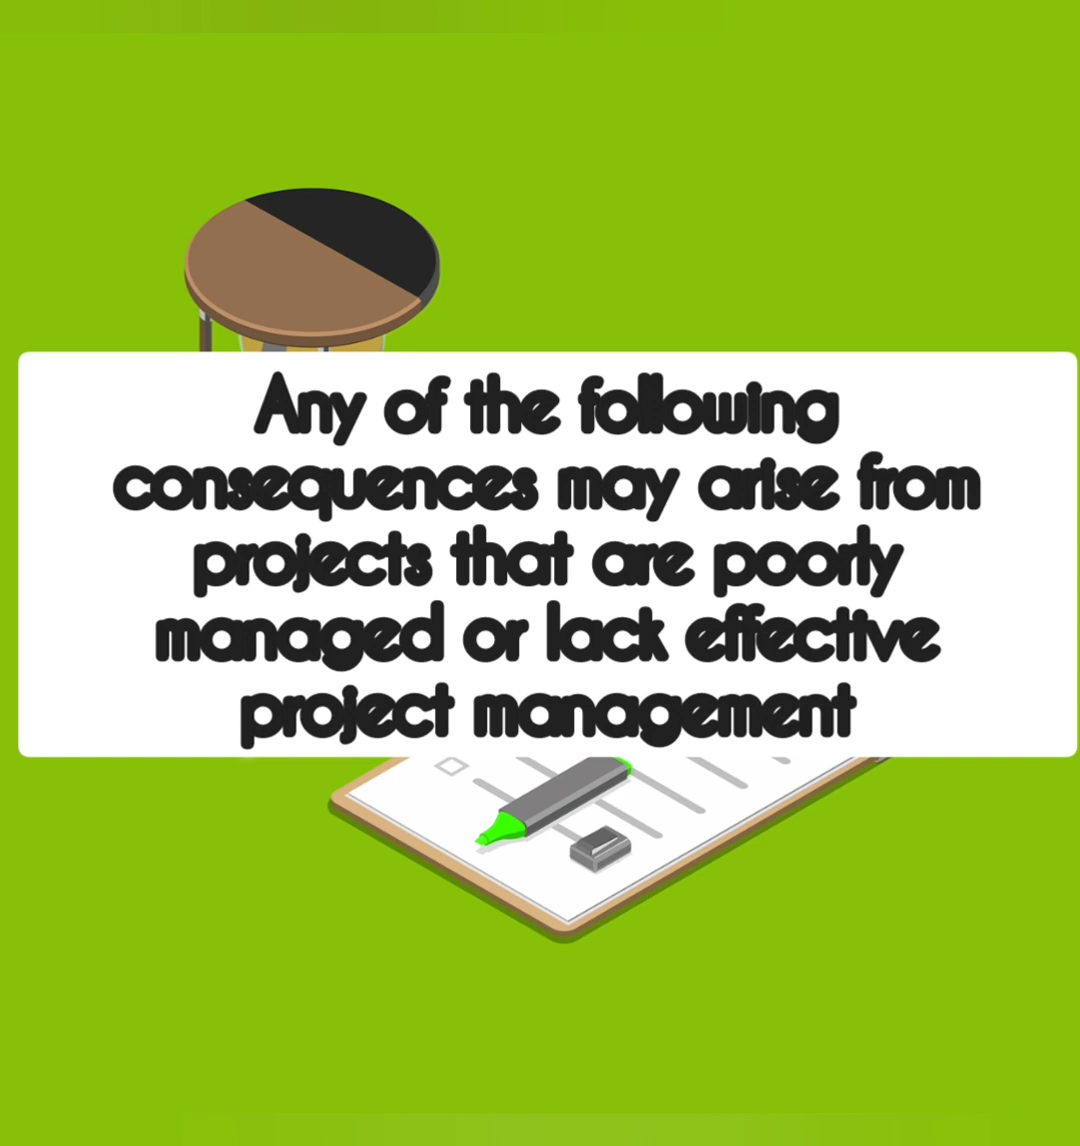 Any of the following
consequences may arise from
projects that are poorly
managed or lack effective
project management